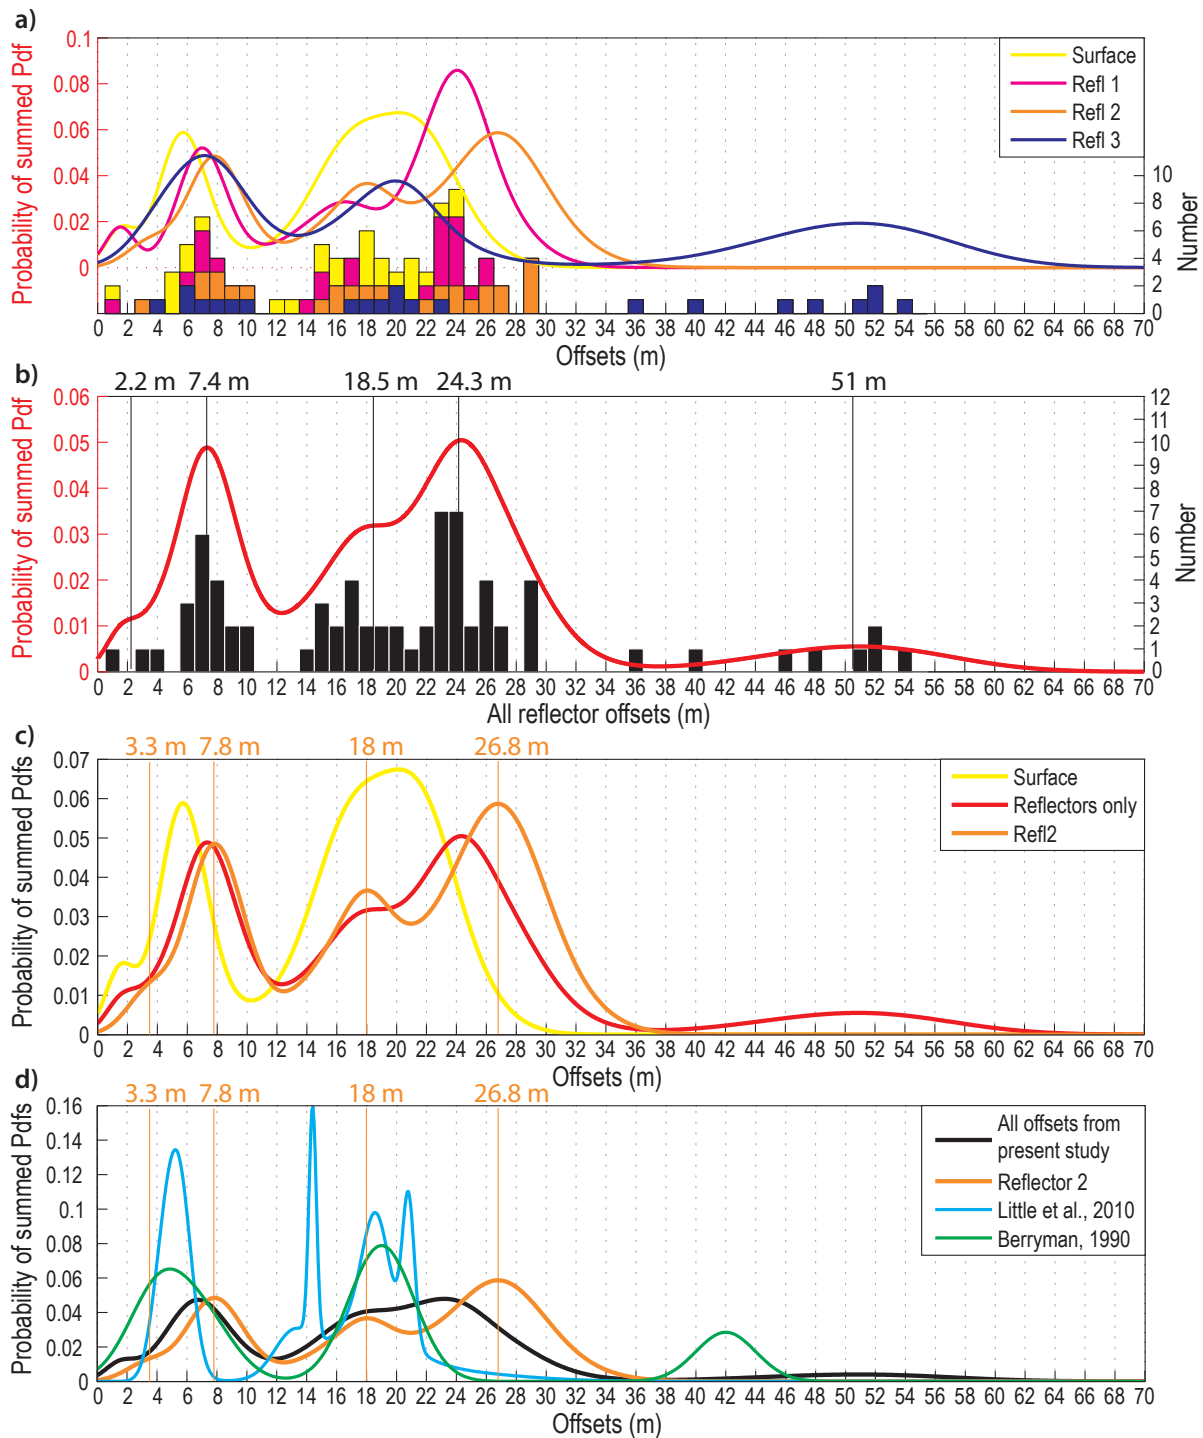 a)
Probability of summed Pdf
0.1
0.08
0.06
0.04
0.02
0
Surface
Refl 1
Refl 2
Refl 3
10
8
6
4
2
0
Number
0 2 4 6 8 10 12 14 16 18 20 22 24 26 28 30 32 34 36 38 40 42 44 46 48 50 52 54 56 58 60 62 64 66 68 70
Offsets (m)
b)
2.2 m 7.4 m 18.5 m 24.3 m 51 m
Probability of summed Pdf
0.06
0.05
0.04
0.03
0.02
0.01
0
12
11
10
9
8
7
6
5
4
3
2
1
0
Number
0 2 4 6 8 10 12 14 16 18 20 22 24 26 28 30 32 34 36 38 40 42 44 46 48 50 52 54 56 58 60 62 64 66 68 70
All reflector offsets (m)
c)
3.3 m 7.8 m 18 m 26.8 m
Probability of summed Pdfs
0.07
0.06
0.05
0.04
0.03
0.02
0.01
0
Surface
Reflectors only
Refl2
0 2 4 6 8 10 12 14 16 18 20 22 24 26 28 30 32 34 36 38 40 42 44 46 48 50 52 54 56 58 60 62 64 66 68 70
Offsets (m)
d)
3.3 m 7.8 m 18 m 26.8 m
Probability of summed Pdfs
0.16
0.14
0.12
0.1
0.08
0.06
0.04
0.02
0
All offsets from
present study
Reflector 2
Little et al., 2010
Berryman, 1990
0 2 4 6 8 10 12 14 16 18 20 22 24 26 28 30 32 34 36 38 40 42 44 46 48 50 52 54 56 58 60 62 64 66 68 70
Offsets (m)